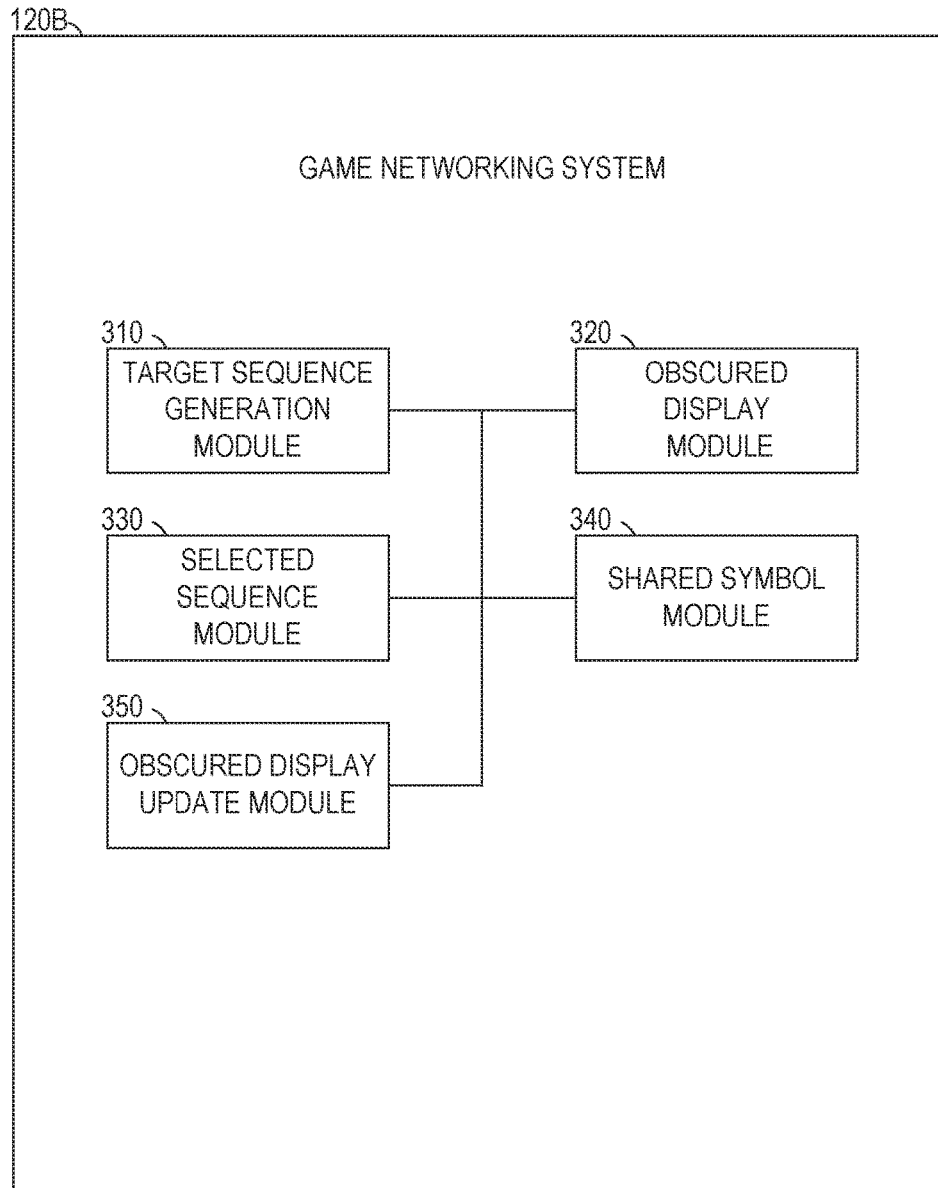 120B
GAME NETWORKING SYSTEM
310
TARGET SEQUENCE
GENERATION
MODULE
320
OBSCURED
DISPLAY
MODULE
330
SELECTED
SEQUENCE
MODULE
340
SHARED SYMBOL
MODULE
350
OBSCURED DISPLAY
UPDATE MODULE